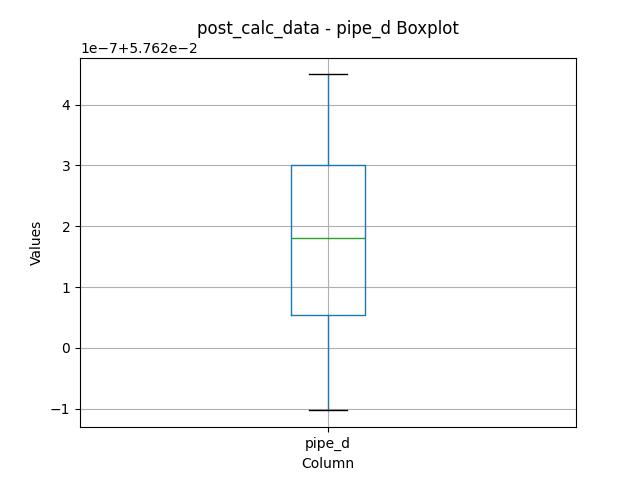 post_calc_data - pipe_d Boxplot
1e−7+5.762e−2
4
3
2
1
0
−1
Values
pipe_d
Column